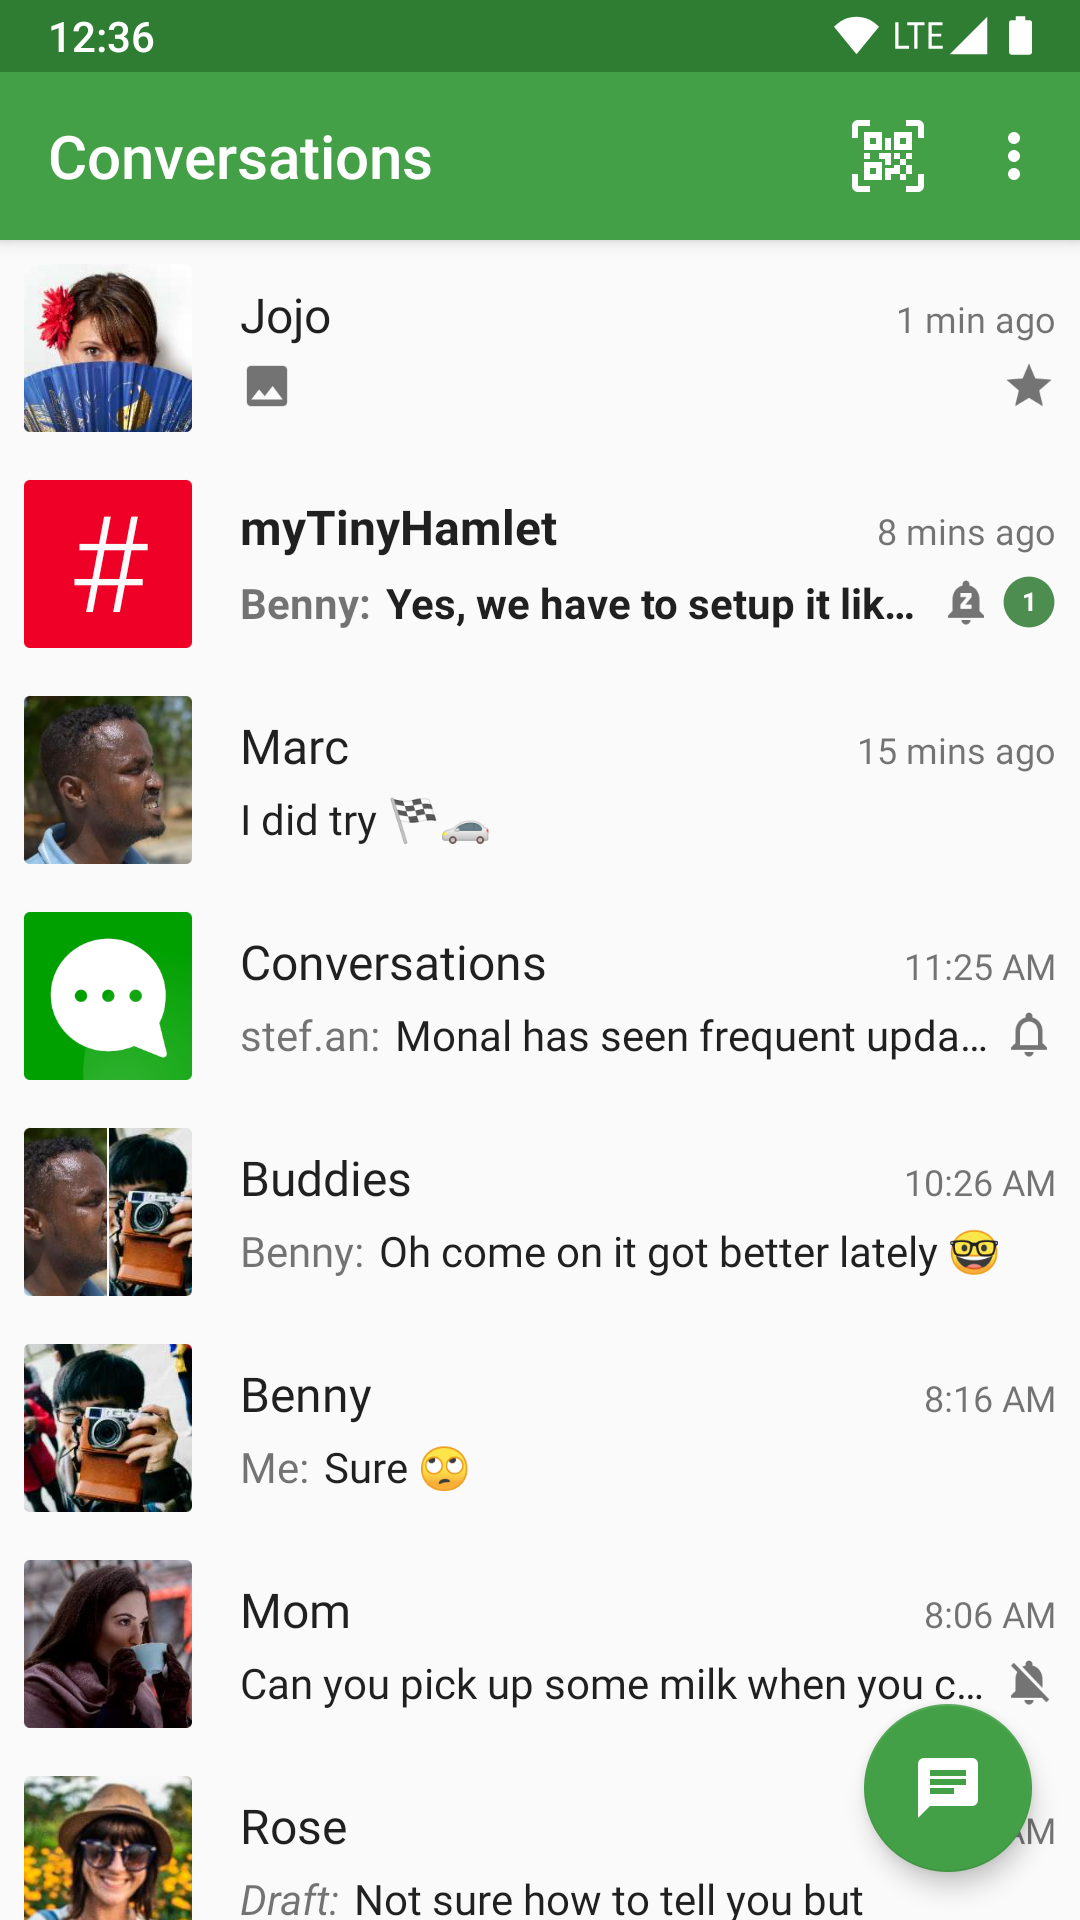 12:36 LTE
Conversations
Jojo 1 min ago
# myTinyHamlet 8 mins ago
Benny: Yes, we have to setup it lik... 1
Marc 15 mins ago
I did try 🏁🚗
Conversations 11:25 AM
stef.an: Monal has seen frequent upda...
Buddies 10:26 AM
Benny: Oh come on it got better lately 🤓
Benny 8:16 AM
Me: Sure 🙄
Mom 8:06 AM
Can you pick up some milk when you c...
Rose AM
Draft: Not sure how to tell you but